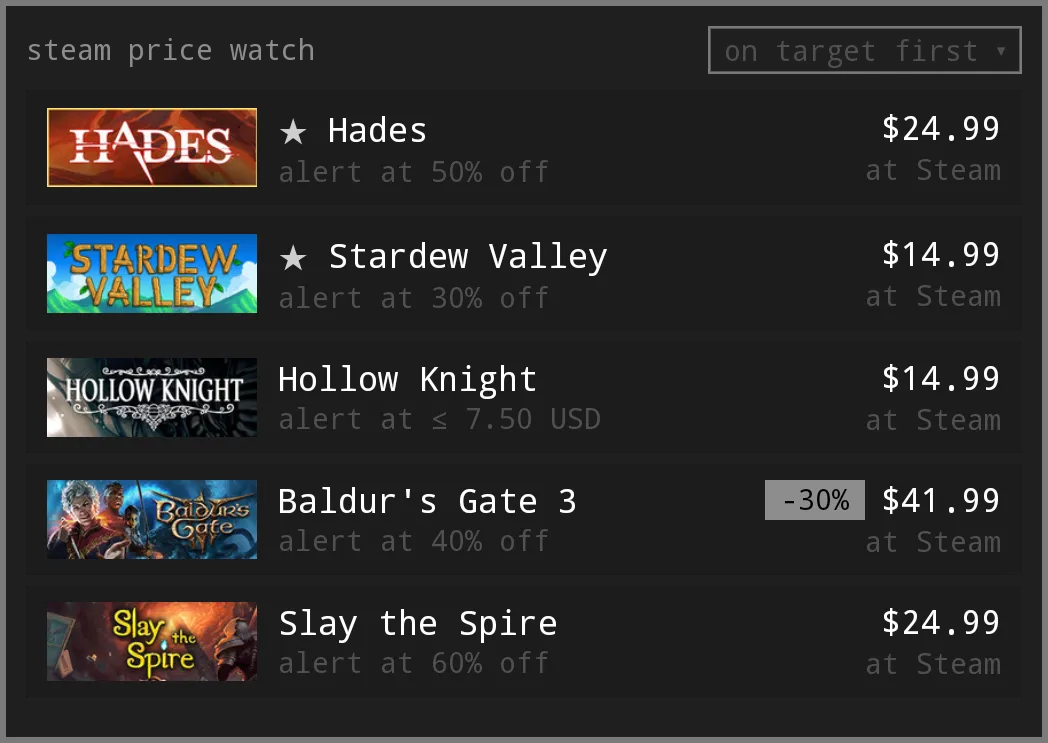 steam price watch
on target first ▾
HADES
★ Hades
$24.99
alert at 50% off
at Steam
STARDEW
VALLEY
★ Stardew Valley
$14.99
alert at 30% off
at Steam
HOLLOW KNIGHT
Hollow Knight
$14.99
alert at ≤ 7.50 USD
at Steam
Baldur's
Gate
Baldur's Gate 3
-30%
$41.99
alert at 40% off
at Steam
Slay the
Spire
Slay the Spire
$24.99
alert at 60% off
at Steam